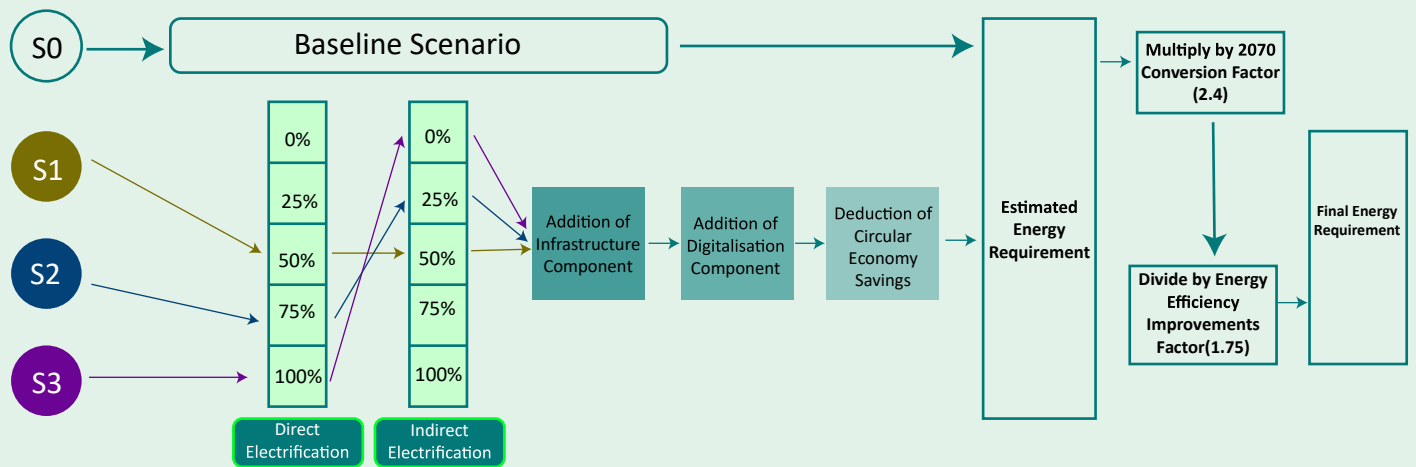 S0
Baseline Scenario
S1
S2
S3
0%
25%
50%
75%
100%
Direct
Electrification
0%
25%
50%
75%
100%
Indirect
Electrification
Addition of
Infrastructure
Component
Addition of
Digitalisation
Component
Deduction of
Circular
Economy
Savings
Estimated
Energy
Requirement
Multiply by 2070
Conversion Factor
(2.4)
Divide by Energy
Efficiency
Improvements
Factor(1.75)
Final Energy
Requirement